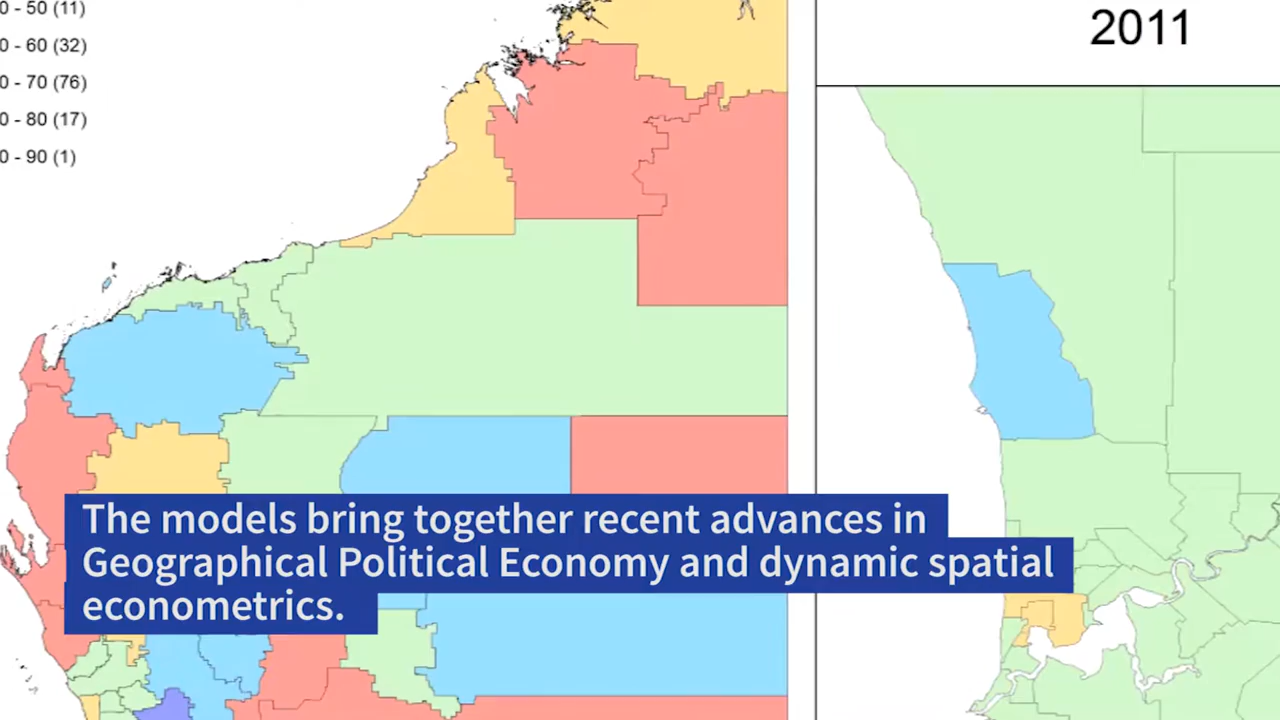 0 - 50 (11)
0 - 60 (32)
0 - 70 (76)
0 - 80 (17)
0 - 90 (1)
2011
The models bring together recent advances in
Geographical Political Economy and dynamic spatial
econometrics.